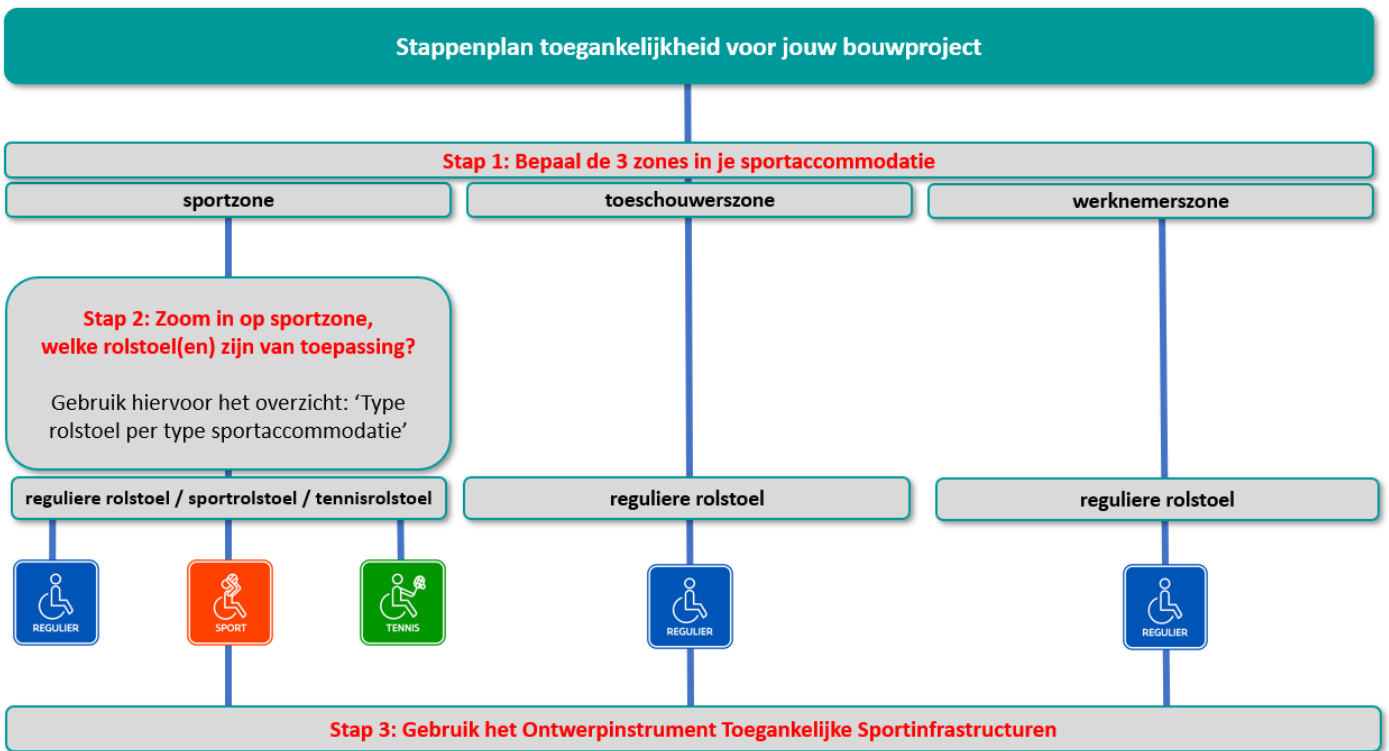 Stappenplan toegankelijkheid voor jouw bouwproject
Stap 1: Bepaal de 3 zones in je sportaccommodatie
sportzone
toeschouwerszone
werknemerszone
Stap 2: Zoom in op sportzone,
welke rolstoel(en) zijn van toepassing?
Gebruik hiervoor het overzicht: ‘Type
rolstoel per type sportaccommodatie’
reguliere rolstoel / sportrolstoel / tennisrolstoel
reguliere rolstoel
reguliere rolstoel
REGULIER
SPORT
TENNIS
REGULIER
REGULIER
Stap 3: Gebruik het Ontwerpinstrument Toegankelijke Sportinfrastructuren